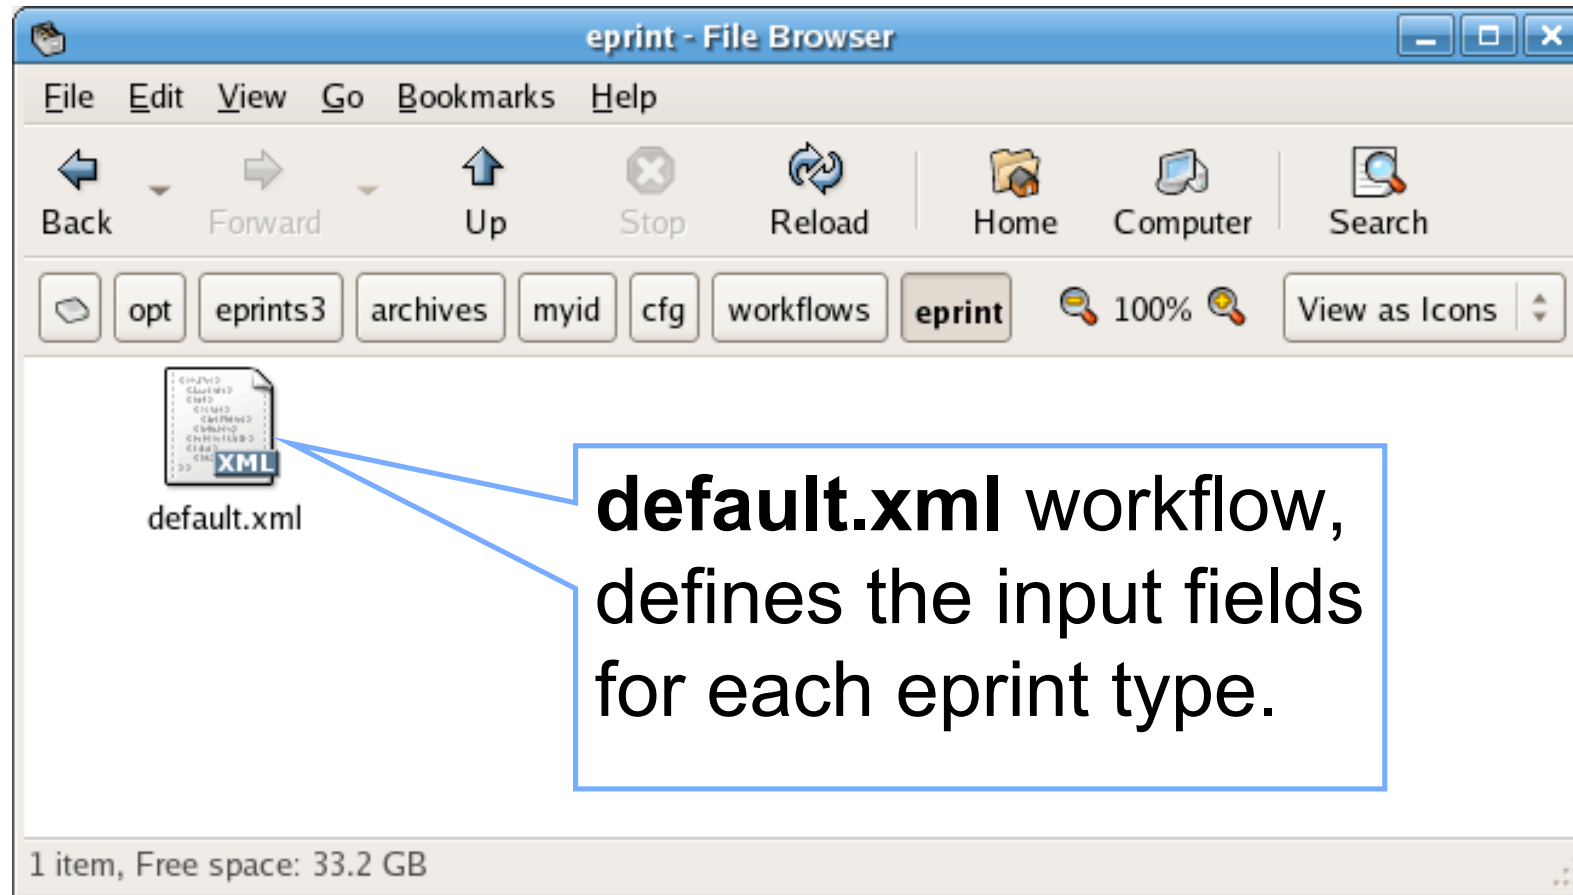 eprint - File Browser
File Edit View Go Bookmarks Help
Back Forward Up Stop Reload Home Computer Search
opt eprints3 archives myid cfg workflows eprint 100% View as Icons
XML
default.xml
default.xml workflow,
defines the input fields
for each eprint type.
1 item, Free space: 33.2 GB